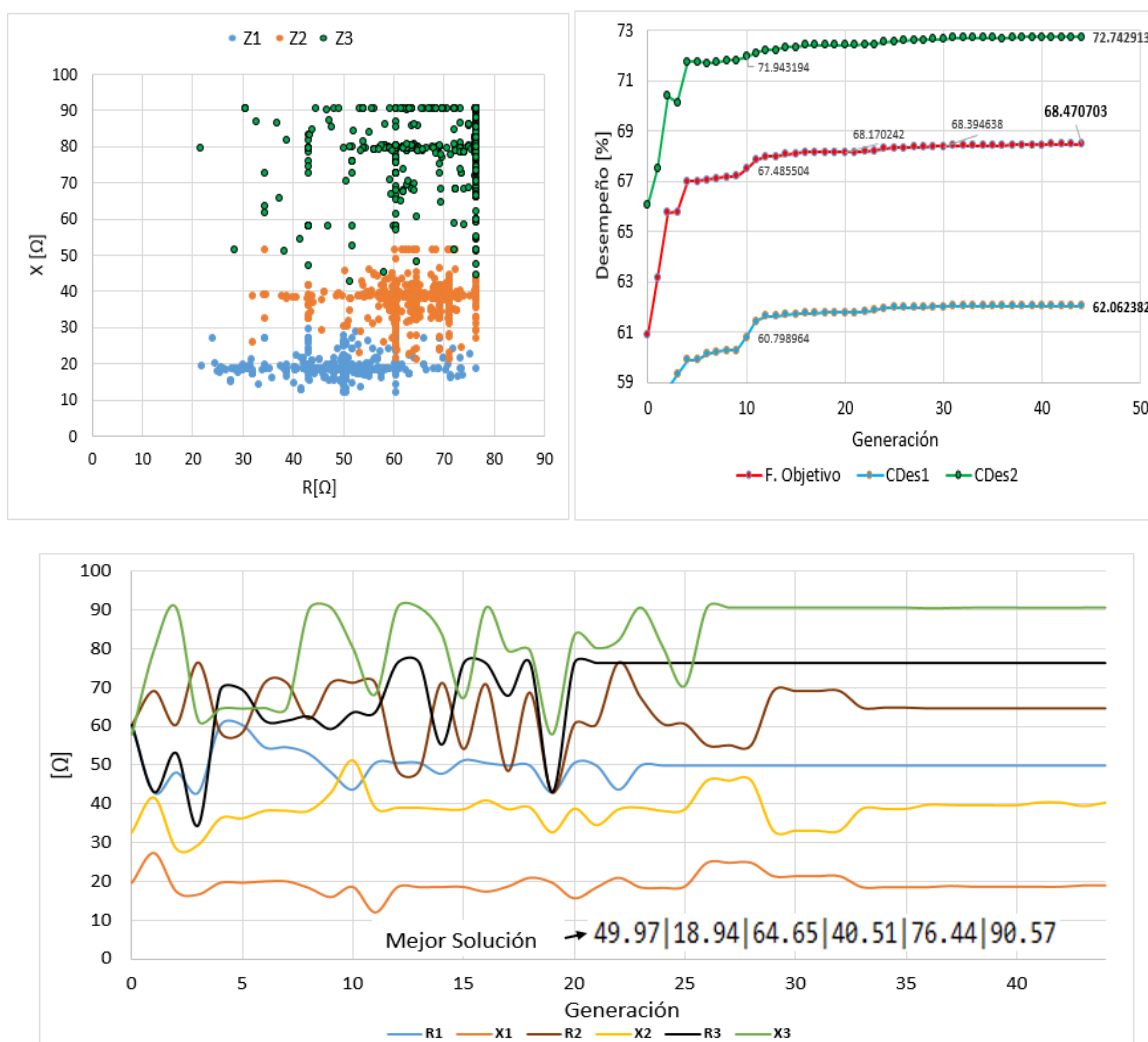 Z1 Z2 Z3
100
90
80
70
60
50
40
30
20
10
0
X [Ω]
0 10 20 30 40 50 60 70 80 90
R[Ω]
73
71
69
67
65
63
61
59
Desempeño [%]
72.742913
71.943194
68.470703
68.170242
68.394638
67.485504
62.062382
60.798964
0 10 20 30 40 50
Generación
F. Objetivo CDes1 CDes2
100
90
80
70
60
50
40
30
20
10
0
[Ω]
Mejor Solución 49.97|18.94|64.65|40.51|76.44|90.57
0 5 10 15 20 25 30 35 40
Generación
R1 X1 R2 X2 R3 X3